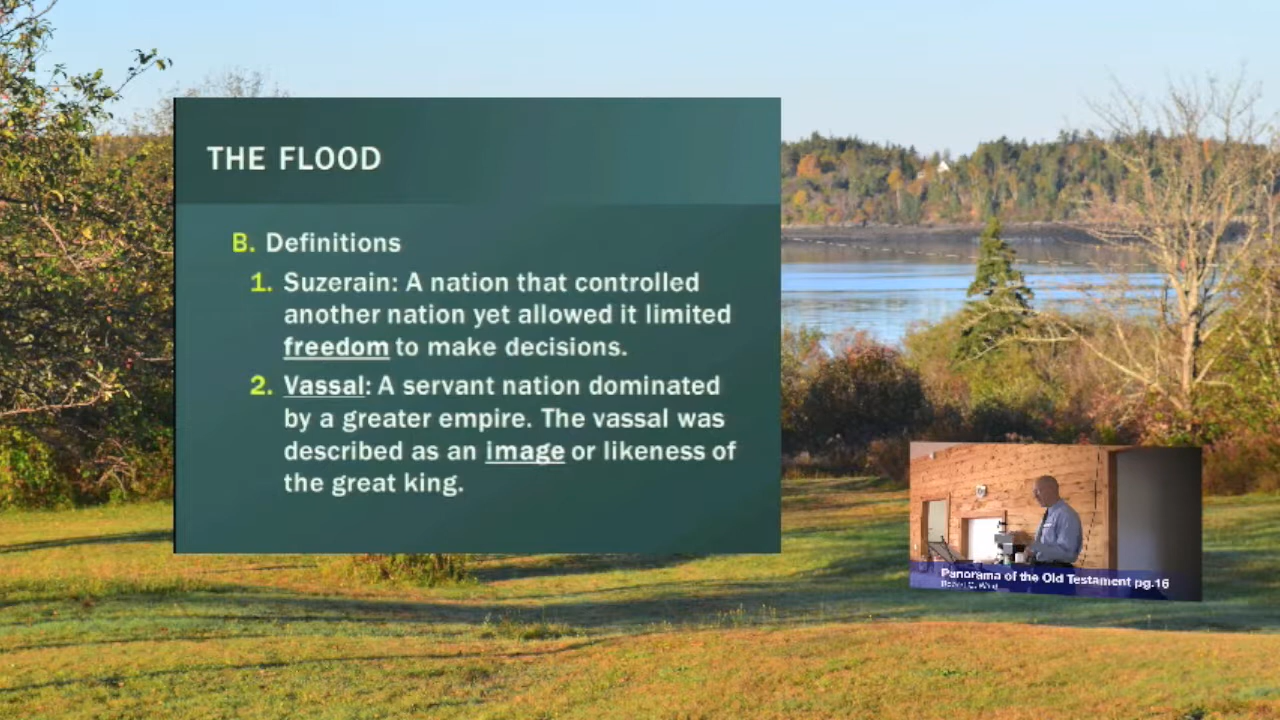 THE FLOOD
B. Definitions
1. Suzerain: A nation that controlled
another nation yet allowed it limited
freedom to make decisions.
2. Vassal: A servant nation dominated
by a greater empire. The vassal was
described as an image or likeness of
the great king.
Panorama of the Old Testament pg.16